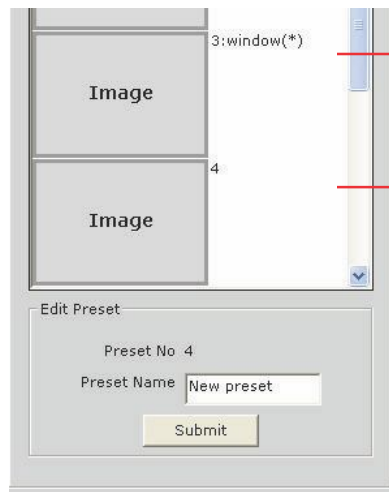 3:window(*)
Image
4
Image
Edit Preset
Preset No 4
Preset Name New preset
Submit